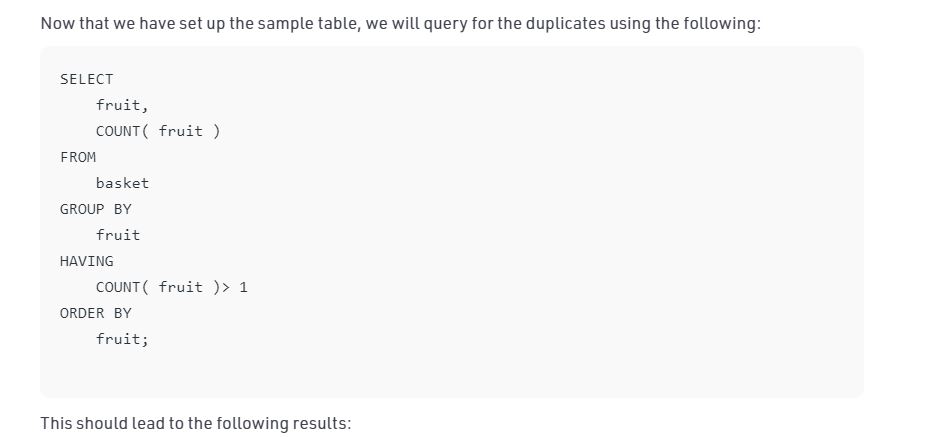 Now that we have set up the sample table, we will query for the duplicates using the following:
SELECT
    fruit,
    COUNT( fruit )
FROM
    basket
GROUP BY
    fruit
HAVING
    COUNT( fruit )> 1
ORDER BY
    fruit;
This should lead to the following results: